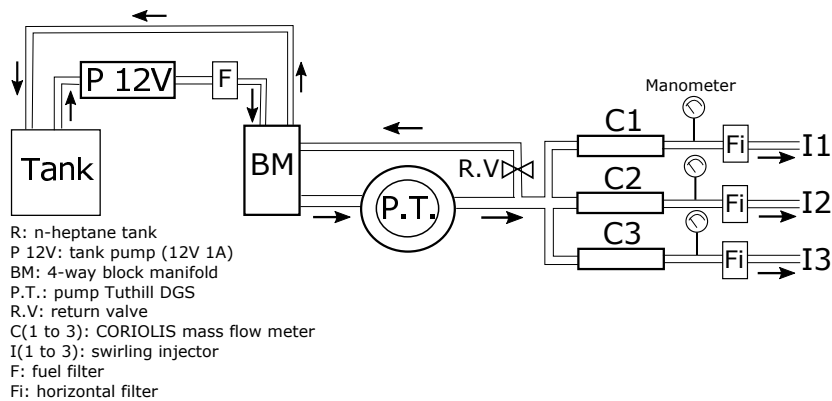 P 12V
F
Manometer
C1
Fi
I1
Tank
BM
R.V
C2
Fi
I2
P.T.
C3
Fi
I3
R: n-heptane tank
P 12V: tank pump (12V 1A)
BM: 4-way block manifold
P.T.: pump Tuthill DGS
R.V: return valve
C(1 to 3): CORIOLIS mass flow meter
I(1 to 3): swirling injector
F: fuel filter
Fi: horizontal filter